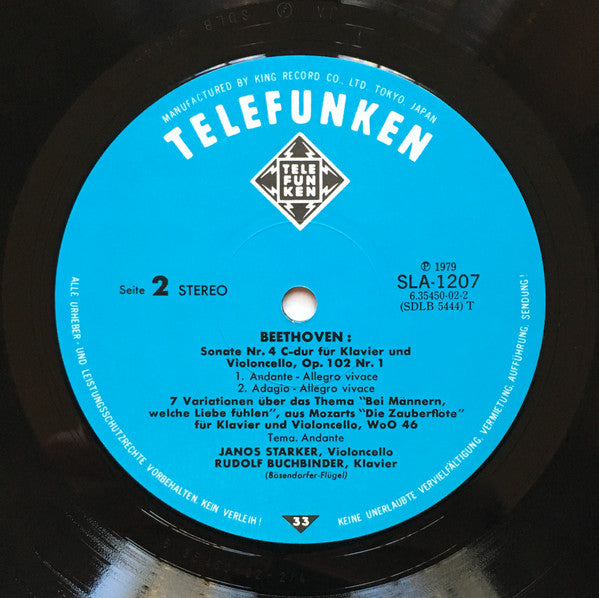 MANUFACTURED BY KING RECORD CO., LTD. TOKYO, JAPAN
TELEFUNKEN
TELE
FUN
KEN
Seite 2 STEREO
℗ 1979
SLA-1207
6.35450-02-2
(SDLB 5444) T
BEETHOVEN :
Sonate Nr. 4 C-dur für Klavier und
Violoncello, Op. 102 Nr. 1
1. Andante - Allegro vivace
2. Adagio - Allegro vivace
7 Variationen über das Thema "Bei Männern,
welche Liebe fühlen", aus Mozarts "Die Zauberflöte"
für Klavier und Violoncello, WoO 46
Tema. Andante
JANOS STARKER, Violoncello
RUDOLF BUCHBINDER, Klavier
(Bösendorfer-Flügel)
33
ALLE URHEBER - UND LEISTUNGSSCHUTZRECHTE VORBEHALTEN. KEIN VERLEIH !
KEINE UNERLAUBTE VERVIELFÄLTIGUNG, VERMIETUNG, AUFFÜHRUNG, SENDUNG !